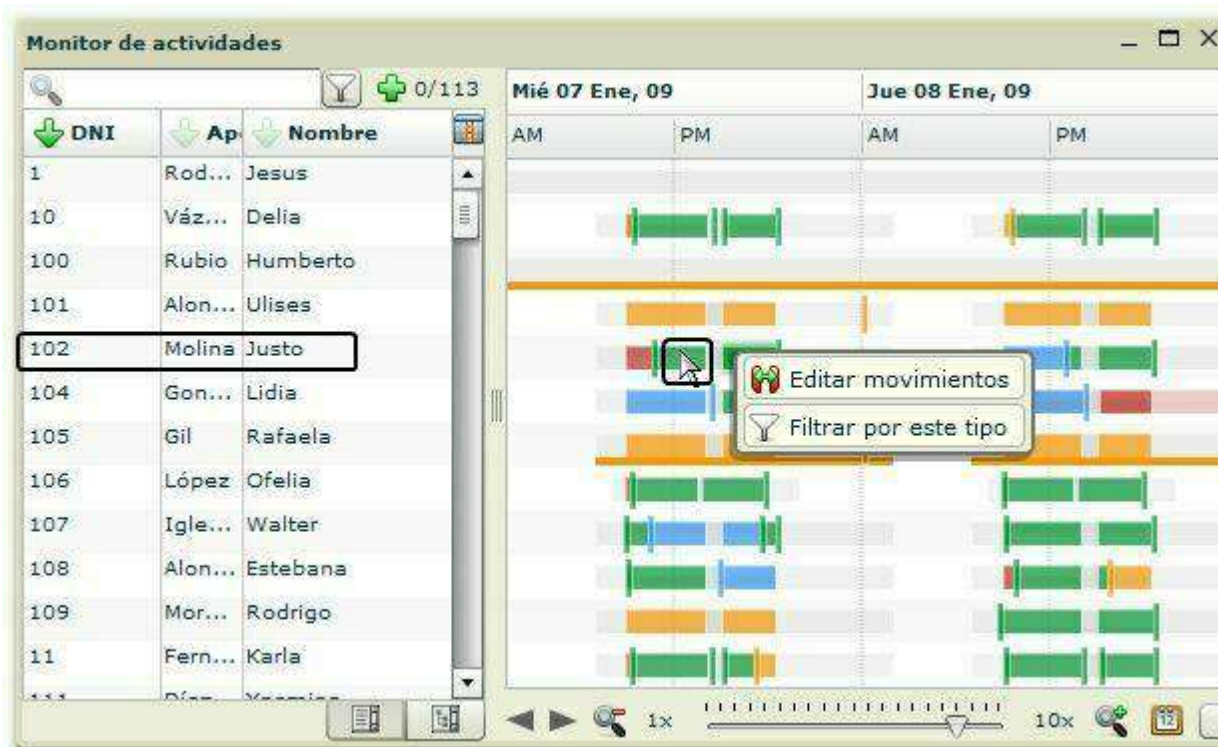 Monitor de actividades
0/113
Mié 07 Ene, 09 Jue 08 Ene, 09
DNI Ap Nombre
AM PM AM PM
1 Rod... Jesus
10 Váz... Delia
100 Rubio Humberto
101 Alon... Ulises
102 Molina Justo
104 Gon... Lidia
105 Gil Rafaela
106 López Ofelia
107 Igle... Walter
108 Alon... Estebana
109 Mor... Rodrigo
11 Fern... Karla
Editar movimientos
Filtrar por este tipo
1x 10x
12